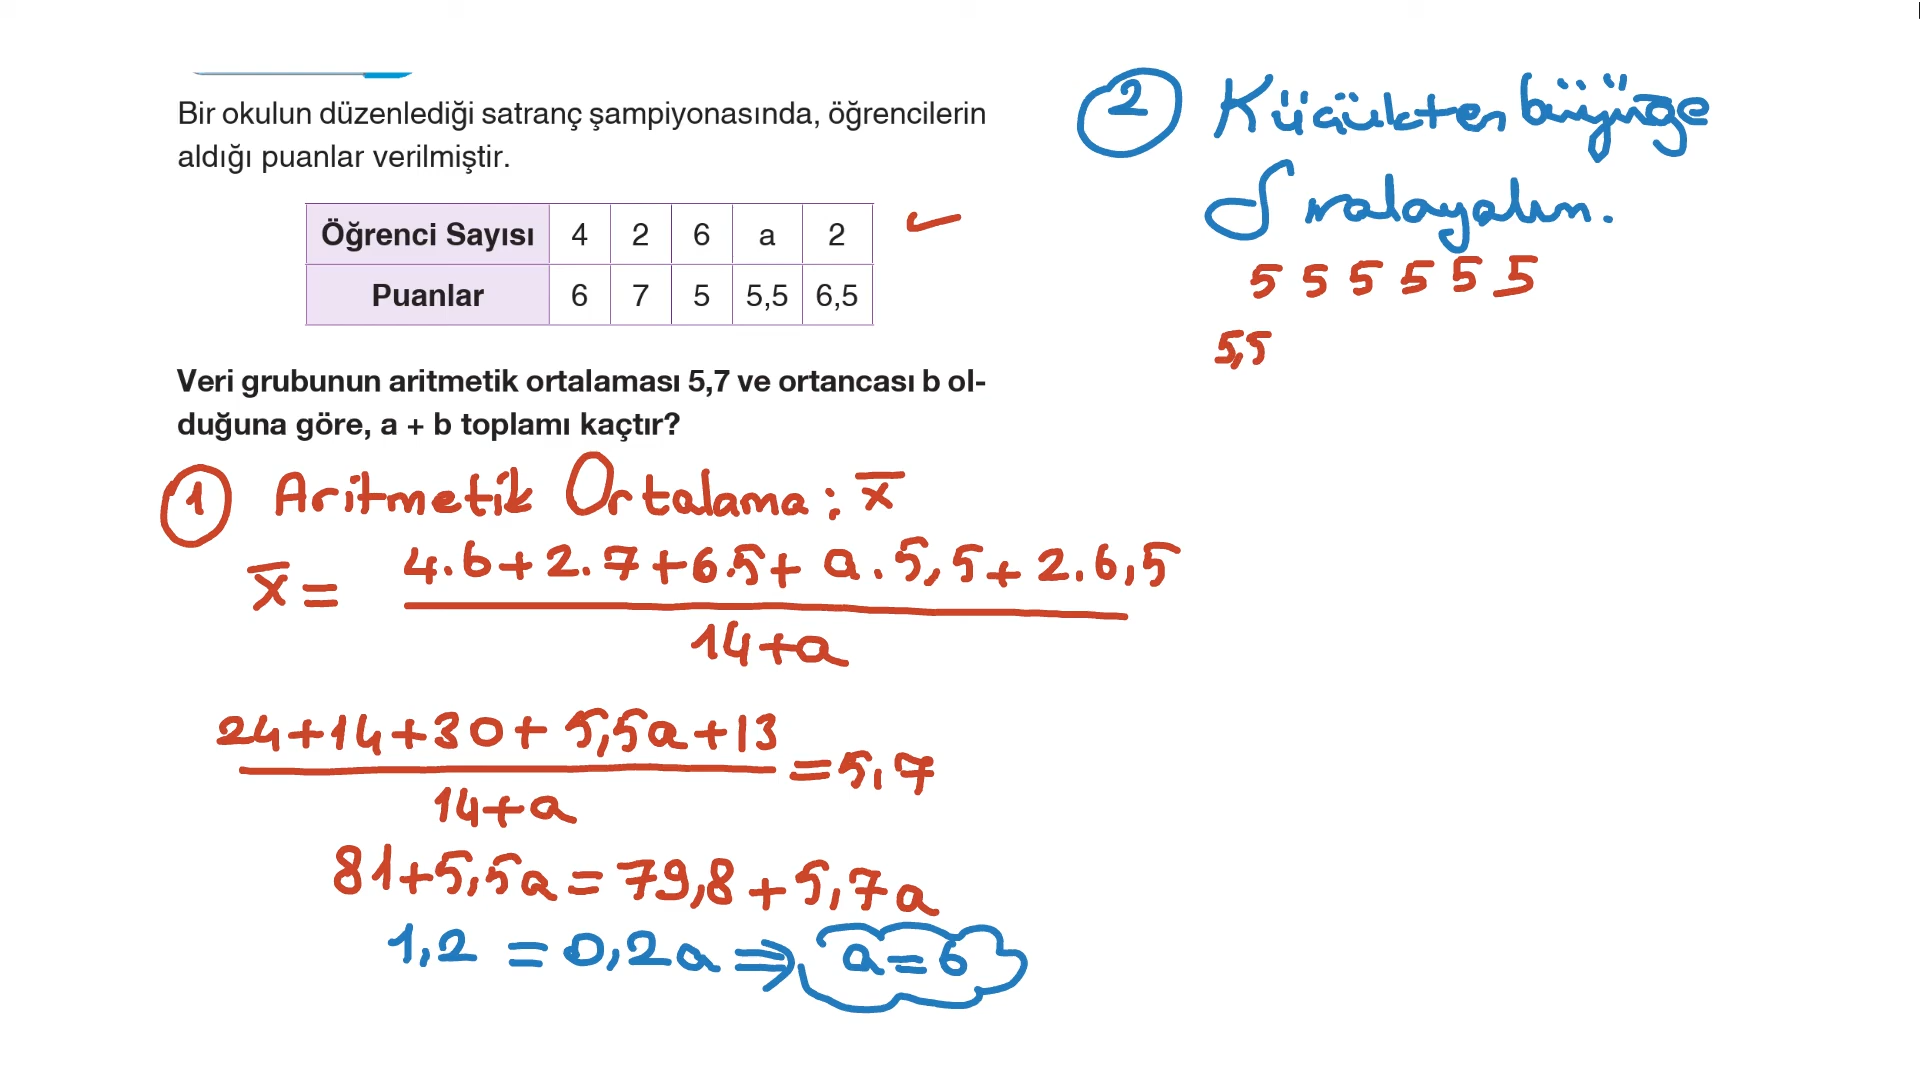 Bir okulun düzenlediği satranç şampiyonasında, öğrencilerin
aldığı puanlar verilmiştir.
Öğrenci Sayısı 4 2 6 a 2
Puanlar 6 7 5 5,5 6,5
Veri grubunun aritmetik ortalaması 5,7 ve ortancası b ol-
duğuna göre, a + b toplamı kaçtır?
1 Aritmetik Ortalama : x̄
x̄ = 4.6+2.7+6.5+ a.5,5+2.6,5
14+a
24+14+30+5,5a+13
= 5,7
14+a
81+5,5a=79,8+5,7a
1,2 = 0,2a ⇒ a=6
2 Küçükten büyüğe
Sıralayalım.
5 5 5 5 5 5
5,5